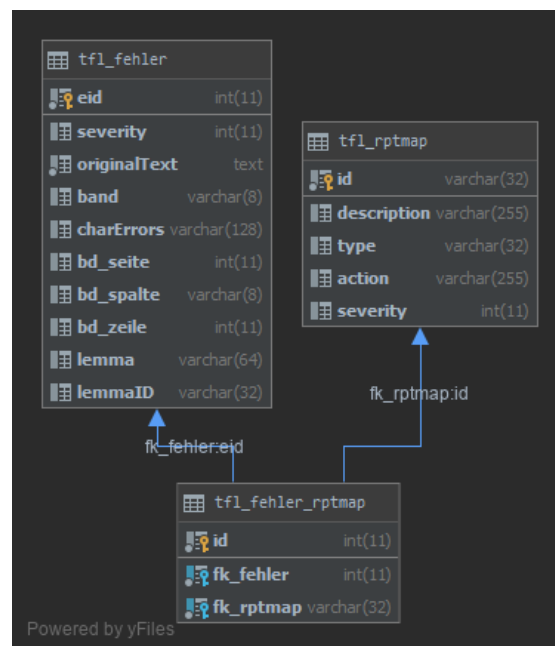 tfl_fehler
eid int(11)
severity int(11)
originalText text
band varchar(8)
charErrors varchar(128)
bd_seite int(11)
bd_spalte varchar(8)
bd_zeile int(11)
lemma varchar(64)
lemmaID varchar(32)
tfl_rptmap
id varchar(32)
description varchar(255)
type varchar(32)
action varchar(255)
severity int(11)
fk_rptmap:id
fk_fehler:eid
tfl_fehler_rptmap
id int(11)
fk_fehler int(11)
fk_rptmap varchar(32)
Powered by yFiles